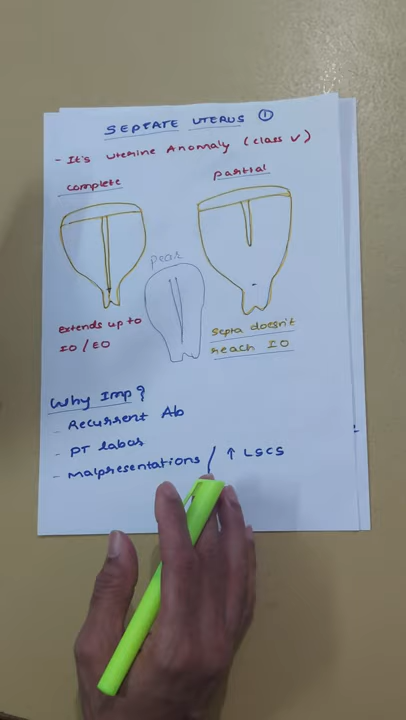 SEPTATE UTERUS ①
- It's Uterine Anomaly (class V)
complete
partial
pear
extends up to
IO / EO
Septa doesn't
reach IO
Why Imp?
- Recurrent Ab
- PT labar
- Malpresentations / ↑ LSCS